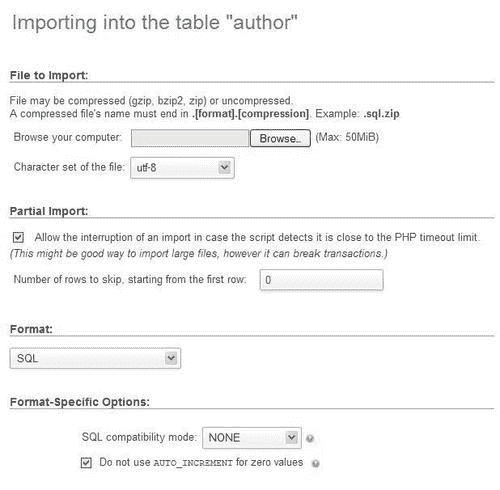 Importing into the table "author"
File to Import:
File may be compressed (gzip, bzip2, zip) or uncompressed.
A compressed file's name must end in .[format].[compression]. Example: .sql.zip
Browse your computer: Browse.. (Max: 50MiB)
Character set of the file: utf-8
Partial Import:
Allow the interruption of an import in case the script detects it is close to the PHP timeout limit.
(This might be good way to import large files, however it can break transactions.)
Number of rows to skip, starting from the first row: 0
Format:
SQL
Format-Specific Options:
SQL compatibility mode: NONE
Do not use AUTO_INCREMENT for zero values